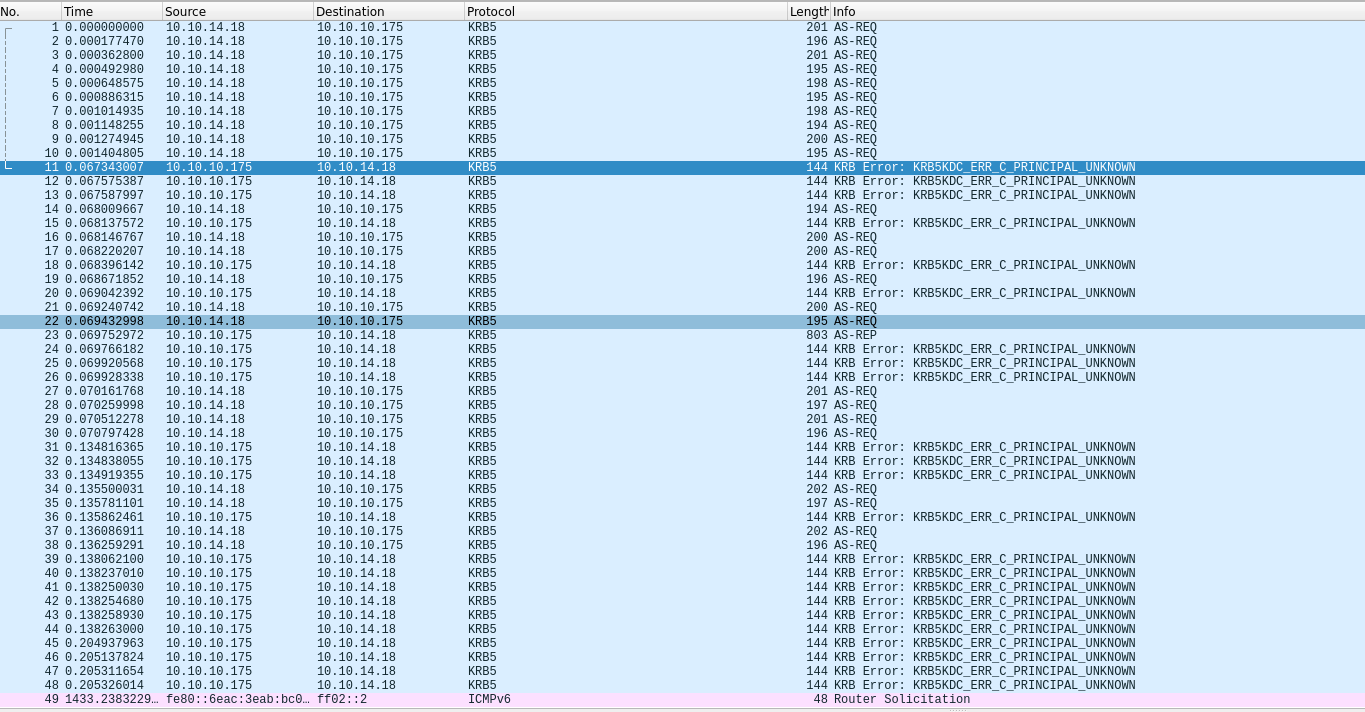 No. Time Source Destination Protocol Length Info
1 0.000000000 10.10.14.18 10.10.10.175 KRB5 201 AS-REQ
2 0.000177470 10.10.14.18 10.10.10.175 KRB5 196 AS-REQ
3 0.000362800 10.10.14.18 10.10.10.175 KRB5 201 AS-REQ
4 0.000492980 10.10.14.18 10.10.10.175 KRB5 195 AS-REQ
5 0.000648575 10.10.14.18 10.10.10.175 KRB5 198 AS-REQ
6 0.000886315 10.10.14.18 10.10.10.175 KRB5 195 AS-REQ
7 0.001014935 10.10.14.18 10.10.10.175 KRB5 198 AS-REQ
8 0.001148255 10.10.14.18 10.10.10.175 KRB5 194 AS-REQ
9 0.001274945 10.10.14.18 10.10.10.175 KRB5 200 AS-REQ
10 0.001404805 10.10.14.18 10.10.10.175 KRB5 195 AS-REQ
11 0.067343007 10.10.10.175 10.10.14.18 KRB5 144 KRB Error: KRB5KDC_ERR_C_PRINCIPAL_UNKNOWN
12 0.067575387 10.10.10.175 10.10.14.18 KRB5 144 KRB Error: KRB5KDC_ERR_C_PRINCIPAL_UNKNOWN
13 0.067587997 10.10.10.175 10.10.14.18 KRB5 144 KRB Error: KRB5KDC_ERR_C_PRINCIPAL_UNKNOWN
14 0.068009667 10.10.14.18 10.10.10.175 KRB5 194 AS-REQ
15 0.068137572 10.10.10.175 10.10.14.18 KRB5 144 KRB Error: KRB5KDC_ERR_C_PRINCIPAL_UNKNOWN
16 0.068146767 10.10.14.18 10.10.10.175 KRB5 200 AS-REQ
17 0.068220207 10.10.14.18 10.10.10.175 KRB5 200 AS-REQ
18 0.068396142 10.10.10.175 10.10.14.18 KRB5 144 KRB Error: KRB5KDC_ERR_C_PRINCIPAL_UNKNOWN
19 0.068671852 10.10.14.18 10.10.10.175 KRB5 196 AS-REQ
20 0.069042392 10.10.10.175 10.10.14.18 KRB5 144 KRB Error: KRB5KDC_ERR_C_PRINCIPAL_UNKNOWN
21 0.069240742 10.10.14.18 10.10.10.175 KRB5 200 AS-REQ
22 0.069432998 10.10.14.18 10.10.10.175 KRB5 195 AS-REQ
23 0.069752972 10.10.10.175 10.10.14.18 KRB5 803 AS-REP
24 0.069766182 10.10.10.175 10.10.14.18 KRB5 144 KRB Error: KRB5KDC_ERR_C_PRINCIPAL_UNKNOWN
25 0.069920568 10.10.10.175 10.10.14.18 KRB5 144 KRB Error: KRB5KDC_ERR_C_PRINCIPAL_UNKNOWN
26 0.069928338 10.10.10.175 10.10.14.18 KRB5 144 KRB Error: KRB5KDC_ERR_C_PRINCIPAL_UNKNOWN
27 0.070161768 10.10.14.18 10.10.10.175 KRB5 201 AS-REQ
28 0.070259998 10.10.14.18 10.10.10.175 KRB5 197 AS-REQ
29 0.070512278 10.10.14.18 10.10.10.175 KRB5 201 AS-REQ
30 0.070797428 10.10.14.18 10.10.10.175 KRB5 196 AS-REQ
31 0.134816365 10.10.10.175 10.10.14.18 KRB5 144 KRB Error: KRB5KDC_ERR_C_PRINCIPAL_UNKNOWN
32 0.134838055 10.10.10.175 10.10.14.18 KRB5 144 KRB Error: KRB5KDC_ERR_C_PRINCIPAL_UNKNOWN
33 0.134919355 10.10.10.175 10.10.14.18 KRB5 144 KRB Error: KRB5KDC_ERR_C_PRINCIPAL_UNKNOWN
34 0.135500031 10.10.14.18 10.10.10.175 KRB5 202 AS-REQ
35 0.135781101 10.10.14.18 10.10.10.175 KRB5 197 AS-REQ
36 0.135862461 10.10.10.175 10.10.14.18 KRB5 144 KRB Error: KRB5KDC_ERR_C_PRINCIPAL_UNKNOWN
37 0.136086911 10.10.14.18 10.10.10.175 KRB5 202 AS-REQ
38 0.136259291 10.10.14.18 10.10.10.175 KRB5 196 AS-REQ
39 0.138062100 10.10.10.175 10.10.14.18 KRB5 144 KRB Error: KRB5KDC_ERR_C_PRINCIPAL_UNKNOWN
40 0.138237010 10.10.10.175 10.10.14.18 KRB5 144 KRB Error: KRB5KDC_ERR_C_PRINCIPAL_UNKNOWN
41 0.138250030 10.10.10.175 10.10.14.18 KRB5 144 KRB Error: KRB5KDC_ERR_C_PRINCIPAL_UNKNOWN
42 0.138254680 10.10.10.175 10.10.14.18 KRB5 144 KRB Error: KRB5KDC_ERR_C_PRINCIPAL_UNKNOWN
43 0.138258930 10.10.10.175 10.10.14.18 KRB5 144 KRB Error: KRB5KDC_ERR_C_PRINCIPAL_UNKNOWN
44 0.138263000 10.10.10.175 10.10.14.18 KRB5 144 KRB Error: KRB5KDC_ERR_C_PRINCIPAL_UNKNOWN
45 0.204937963 10.10.10.175 10.10.14.18 KRB5 144 KRB Error: KRB5KDC_ERR_C_PRINCIPAL_UNKNOWN
46 0.205137824 10.10.10.175 10.10.14.18 KRB5 144 KRB Error: KRB5KDC_ERR_C_PRINCIPAL_UNKNOWN
47 0.205311654 10.10.10.175 10.10.14.18 KRB5 144 KRB Error: KRB5KDC_ERR_C_PRINCIPAL_UNKNOWN
48 0.205326014 10.10.10.175 10.10.14.18 KRB5 144 KRB Error: KRB5KDC_ERR_C_PRINCIPAL_UNKNOWN
49 1433.2383229… fe80::6eac:3eab:bc0… ff02::2 ICMPv6 48 Router Solicitation